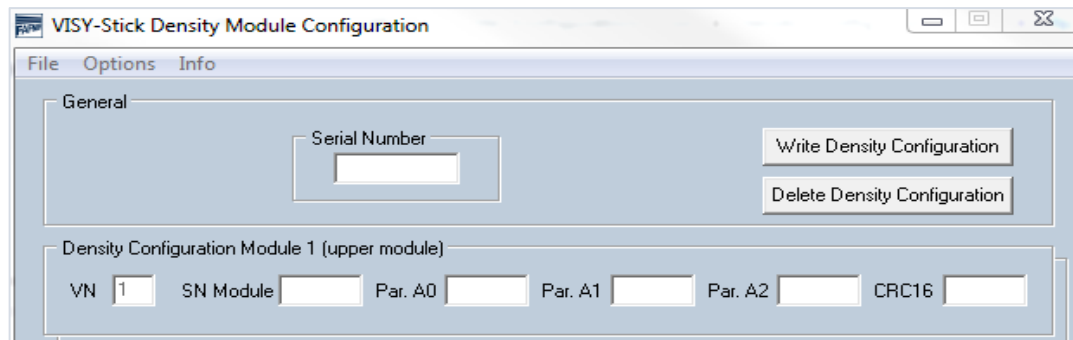 VISY-Stick Density Module Configuration
File Options Info
General
Serial Number
Write Density Configuration
Delete Density Configuration
Density Configuration Module 1 (upper module)
VN 1 SN Module Par. A0 Par. A1 Par. A2 CRC16